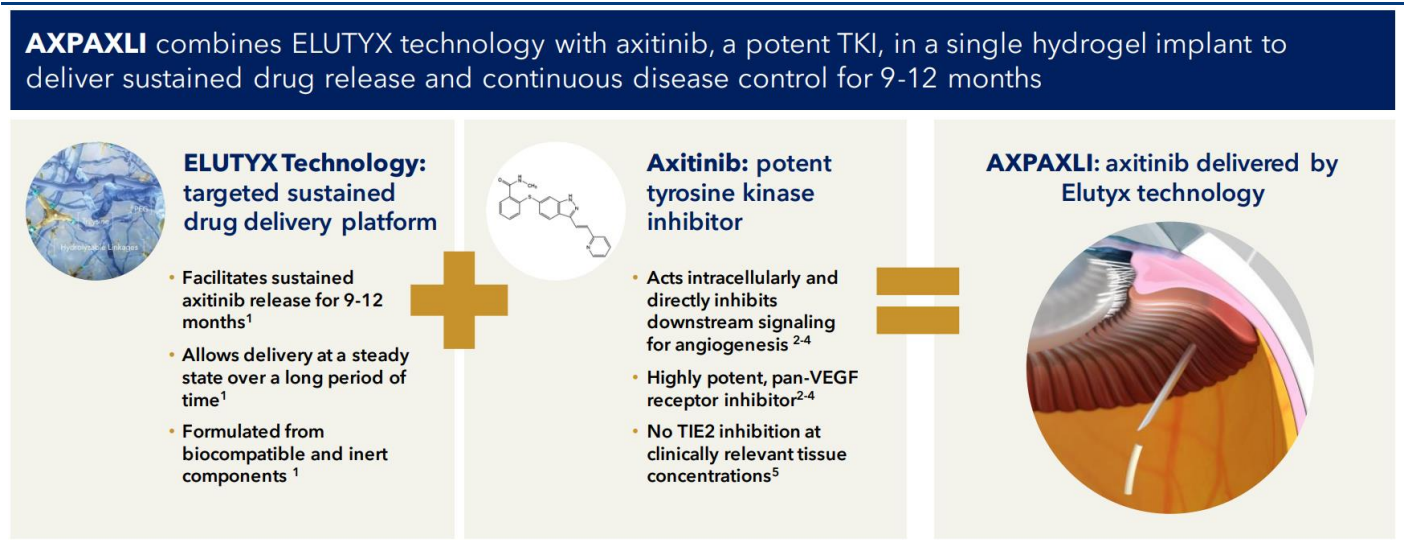 AXPAXLI combines ELUTYX technology with axitinib, a potent TKI, in a single hydrogel implant to
deliver sustained drug release and continuous disease control for 9-12 months
Hydrolyzable Linkages
ELUTYX Technology:
targeted sustained
drug delivery platform
• Facilitates sustained
axitinib release for 9-12
months1
• Allows delivery at a steady
state over a long period of
time1
• Formulated from
biocompatible and inert
components 1
O
H
N
CH3
S
H
N
N
N
Axitinib: potent
tyrosine kinase
inhibitor
• Acts intracellularly and
directly inhibits
downstream signaling
for angiogenesis 2-4
• Highly potent, pan-VEGF
receptor inhibitor2-4
• No TIE2 inhibition at
clinically relevant tissue
concentrations5
AXPAXLI: axitinib delivered by
Elutyx technology